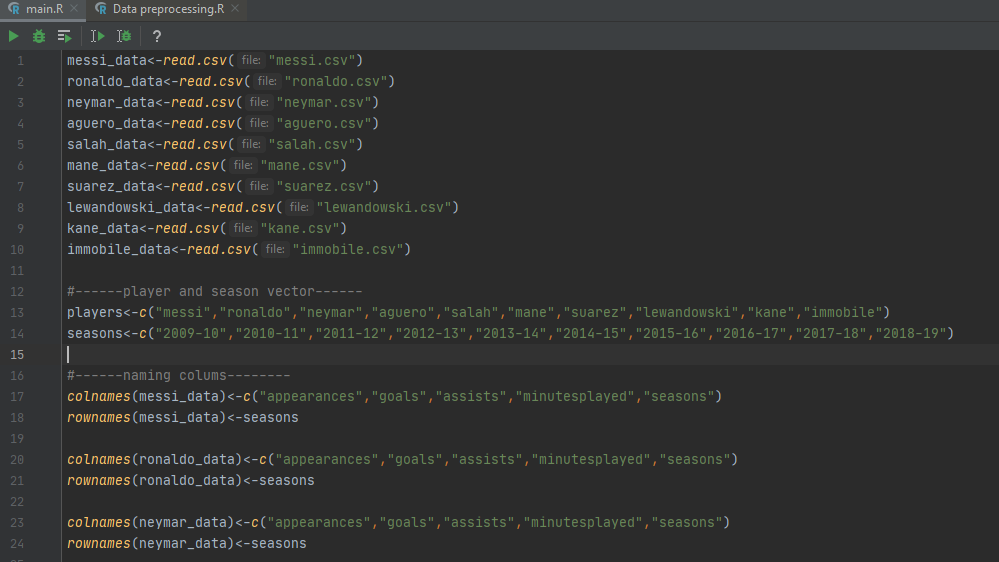 main.R Data preprocessing.R
?
1 messi_data<-read.csv( file: "messi.csv")
2 ronaldo_data<-read.csv( file: "ronaldo.csv")
3 neymar_data<-read.csv( file: "neymar.csv")
4 aguero_data<-read.csv( file: "aguero.csv")
5 salah_data<-read.csv( file: "salah.csv")
6 mane_data<-read.csv( file: "mane.csv")
7 suarez_data<-read.csv( file: "suarez.csv")
8 lewandowski_data<-read.csv( file: "lewandowski.csv")
9 kane_data<-read.csv( file: "kane.csv")
10 immobile_data<-read.csv( file: "immobile.csv")
11
12 #------player and season vector------
13 players<-c("messi","ronaldo","neymar","aguero","salah","mane","suarez","lewandowski","kane","immobile")
14 seasons<-c("2009-10","2010-11","2011-12","2012-13","2013-14","2014-15","2015-16","2016-17","2017-18","2018-19")
15
16 #------naming colums--------
17 colnames(messi_data)<-c("appearances","goals","assists","minutesplayed","seasons")
18 rownames(messi_data)<-seasons
19
20 colnames(ronaldo_data)<-c("appearances","goals","assists","minutesplayed","seasons")
21 rownames(ronaldo_data)<-seasons
22
23 colnames(neymar_data)<-c("appearances","goals","assists","minutesplayed","seasons")
24 rownames(neymar_data)<-seasons